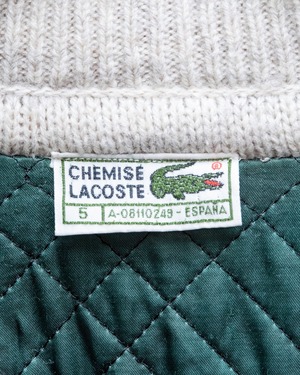 CHEMISE ®
LACOSTE
5 A-08110249-ESPAÑA